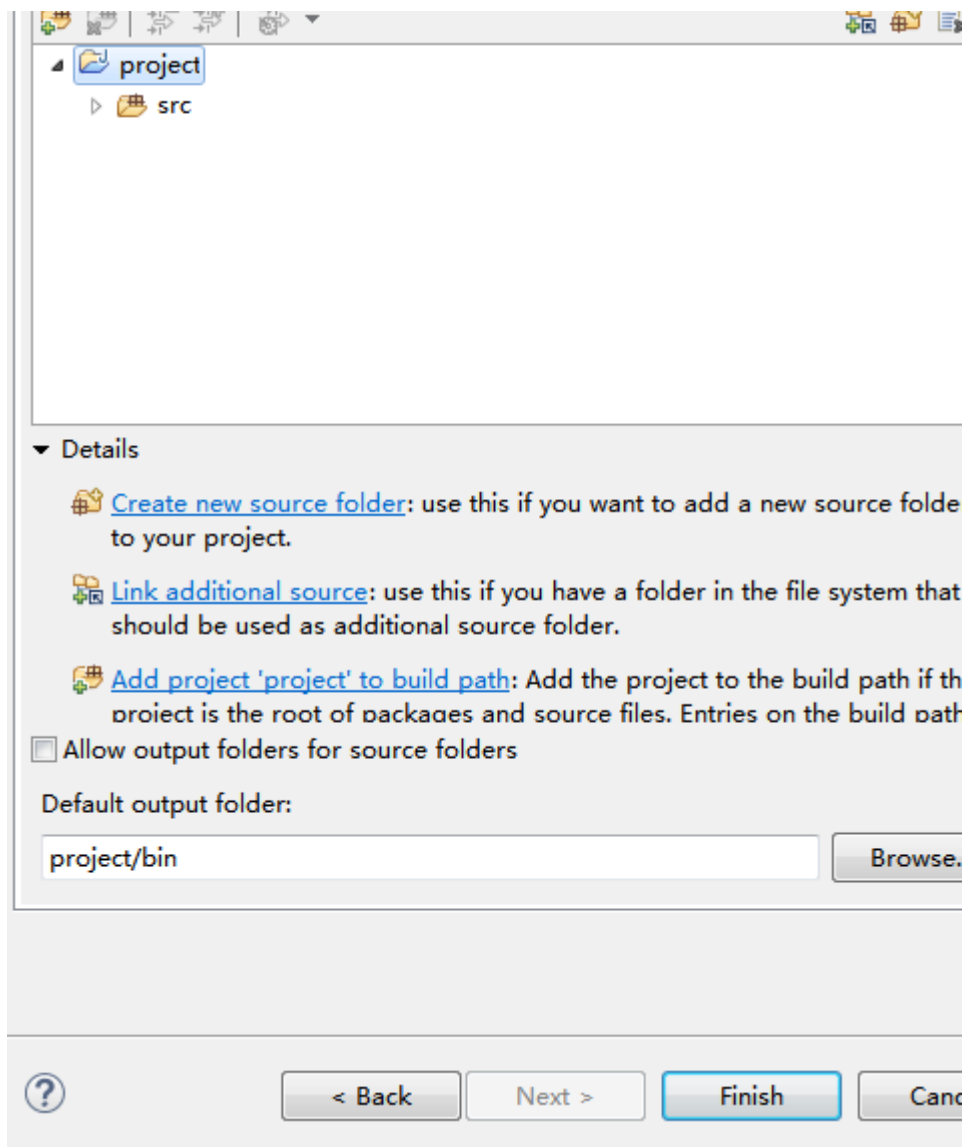 project
src
Details
Create new source folder: use this if you want to add a new source folde
to your project.
Link additional source: use this if you have a folder in the file system that
should be used as additional source folder.
Add project 'project' to build path: Add the project to the build path if th
project is the root of packages and source files. Entries on the build path
Allow output folders for source folders
Default output folder:
project/bin
Browse.
? < Back Next > Finish Canc